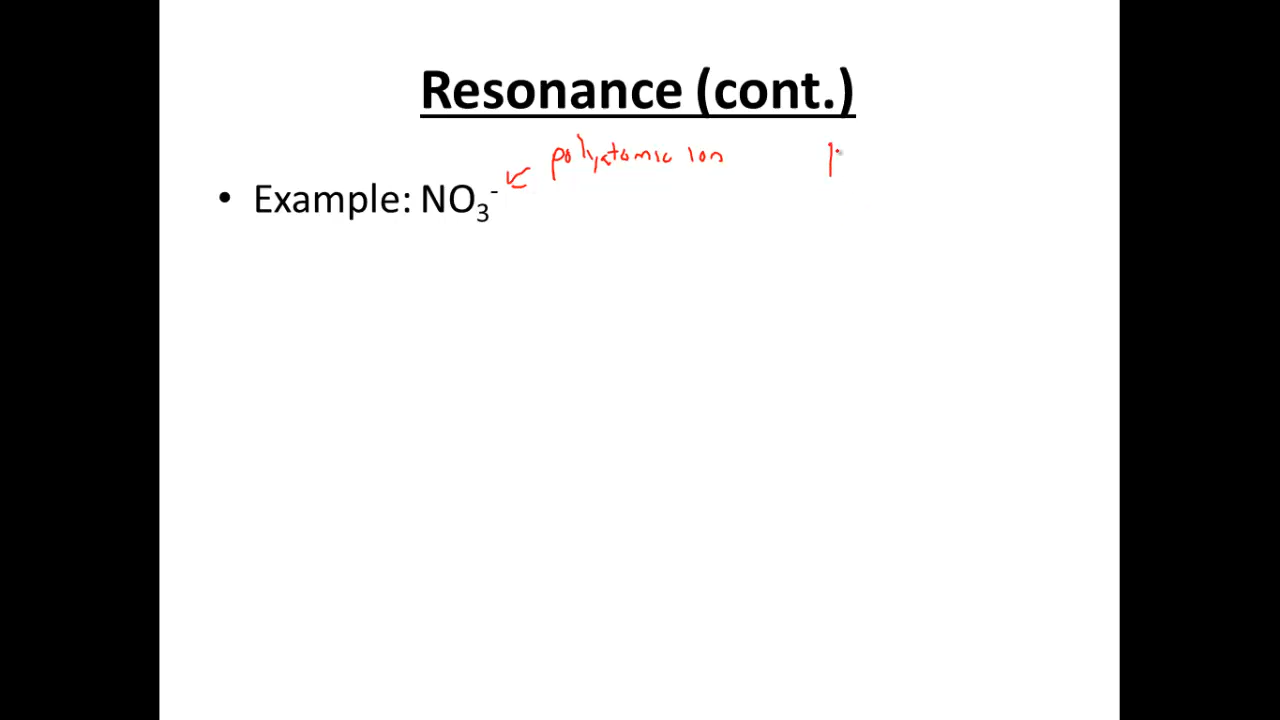 Resonance (cont.)
polyatomic ion
• Example: NO₃⁻